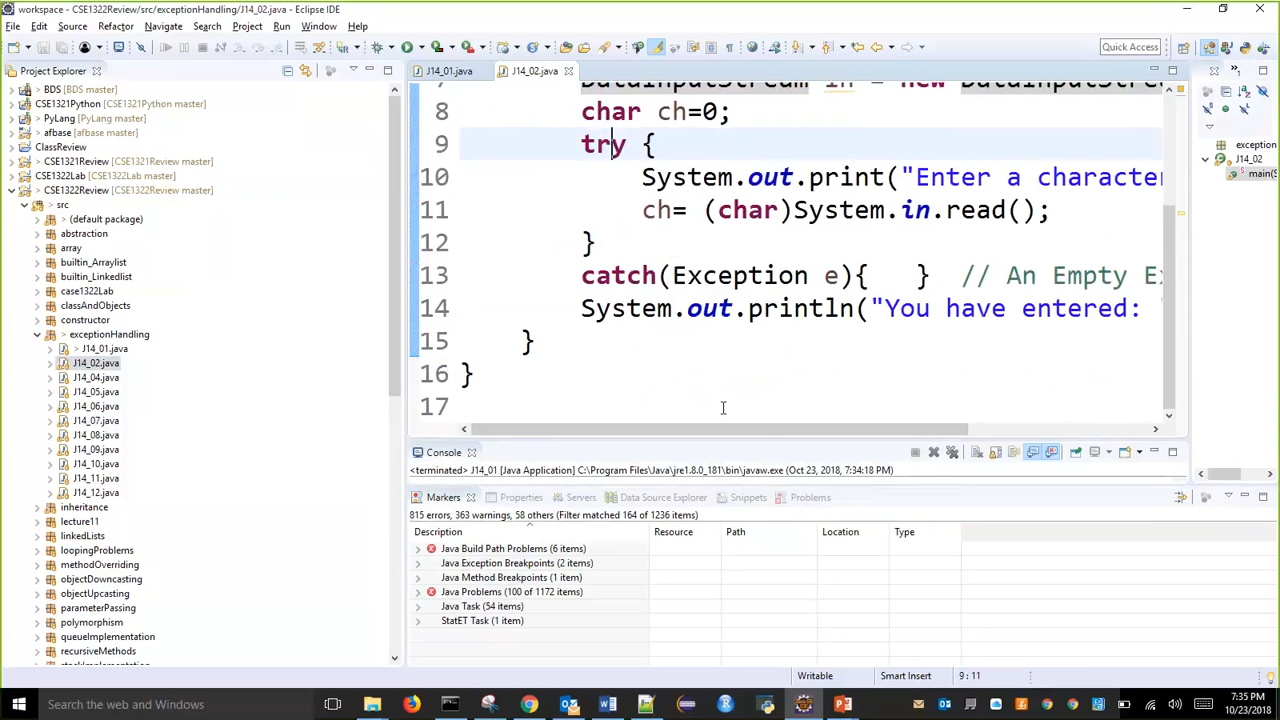 workspace - CSE1322Review/src/exceptionHandling/J14_02.java - Eclipse IDE
File Edit Source Refactor Navigate Search Project Run Window Help
Quick Access
Project Explorer
J14_01.java
J14_02.java
BDS [BDS master]
CSE1321Python [CSE1321Python master]
PyLang [PyLang master]
afbase [afbase master]
ClassReview
CSE1321Review [CSE1321Review master]
CSE1322Lab [CSE1322Lab master]
CSE1322Review [CSE1322Review master]
src
(default package)
abstraction
array
builtin_Arraylist
builtin_Linkedlist
case1322Lab
classAndObjects
constructor
exceptionHandling
J14_01.java
J14_02.java
J14_04.java
J14_05.java
J14_06.java
J14_07.java
J14_08.java
J14_09.java
J14_10.java
J14_11.java
J14_12.java
inheritance
lecture11
linkedLists
loopingProblems
methodOverriding
objectDowncasting
objectUpcasting
parameterPassing
polymorphism
queueImplementation
recursiveMethods
7 DataInputStream in = new DataInputStrea
8 char ch=0;
9 try {
10 System.out.print("Enter a character
11 ch= (char)System.in.read();
12 }
13 catch(Exception e){ } // An Empty Ex
14 System.out.println("You have entered:
15 }
16 }
17
exception
J14_02
main(S
Console
<terminated> J14_01 [Java Application] C:\Program Files\Java\jre1.8.0_181\bin\javaw.exe (Oct 23, 2018, 7:34:18 PM)
Markers Properties Servers Data Source Explorer Snippets Problems
815 errors, 363 warnings, 58 others (Filter matched 164 of 1236 items)
Description Resource Path Location Type
Java Build Path Problems (6 items)
Java Exception Breakpoints (2 items)
Java Method Breakpoints (1 item)
Java Problems (100 of 1172 items)
Java Task (54 items)
StatET Task (1 item)
Writable Smart Insert 9 : 11
Search the web and Windows
7:35 PM
10/23/2018